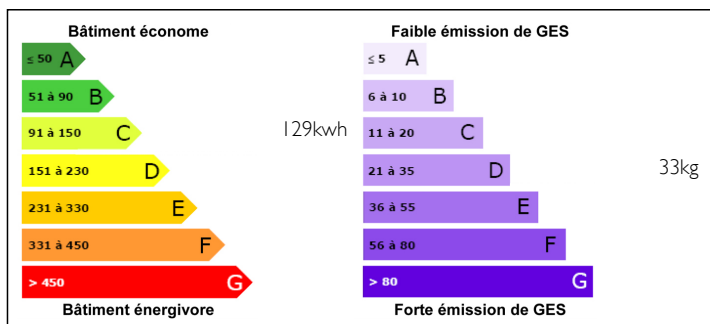 Bâtiment économe
≤ 50 A
51 à 90 B
91 à 150 C
129kwh
151 à 230 D
231 à 330 E
331 à 450 F
> 450 G
Bâtiment énergivore
Faible émission de GES
≤ 5 A
6 à 10 B
11 à 20 C
21 à 35 D
33kg
36 à 55 E
56 à 80 F
> 80 G
Forte émission de GES